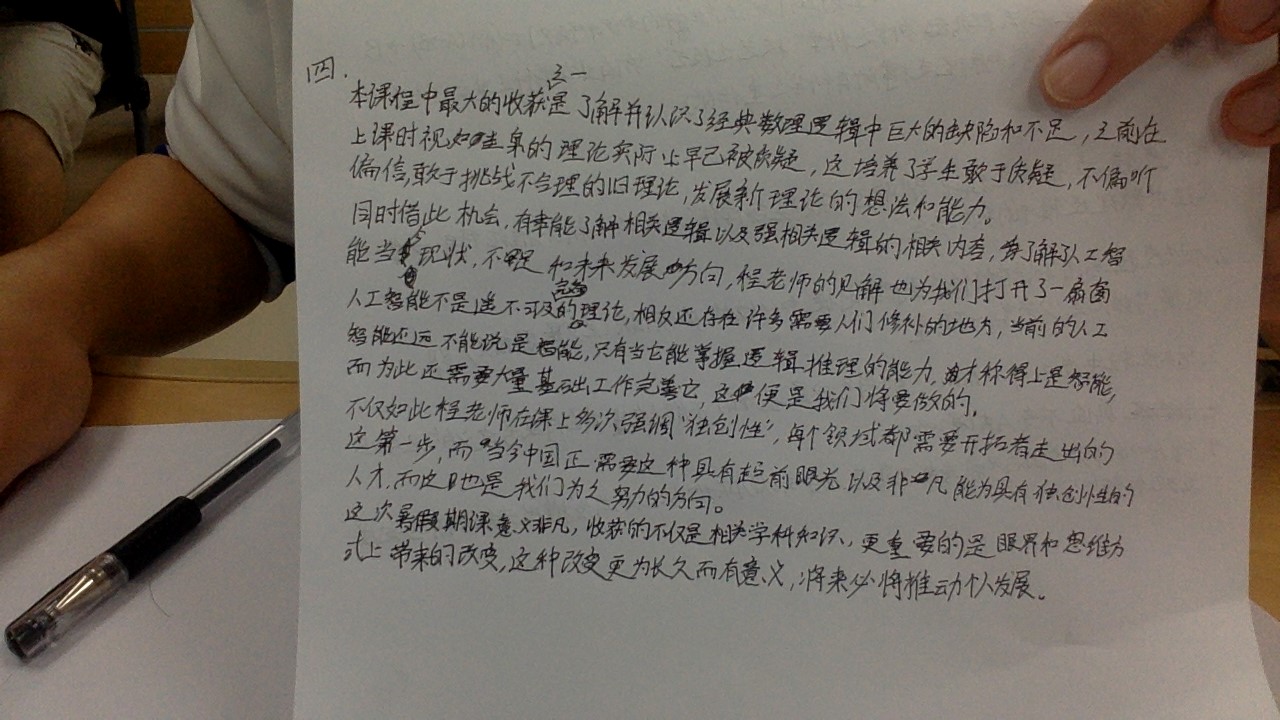 四.
本课程中最大的收获之一是了解并认识了经典数理逻辑中巨大的缺陷和不足,之前在
上课时视如圭臬的理论实际上早已被质疑,这培养了学生敢于质疑,不偏听
偏信,敢于挑战不合理的旧理论,发展新理论的想法和能力。
同时借此机会,有幸能了解相关逻辑以及强相关逻辑的相关内容,了解了人工智
能当 现状,不足和未来发展方向,程老师的见解也为我们打开了一扇窗
人工智能不是遥不可及的完备理论,相反还存在许多需要人们修补的地方,当前的人工
智能还远不能说是智能,只有当它能掌握逻辑推理的能力,才称得上是智能,
而为此还需要大量基础工作完善它,这便是我们将要做的。
不仅如此程老师在课上多次强调“独创性”,每个领域都需要开拓者走出的
这第一步,而当今中国正需要这种具有超前眼光以及非凡能力具有独创性的
人才,而这也是我们为之努力的方向。
这次暑假期课意义非凡,收获的不仅是相关学科知识,更重要的是眼界和思维方
式上带来的改变,这种改变更为长久而有意义,将来必将推动个人发展。